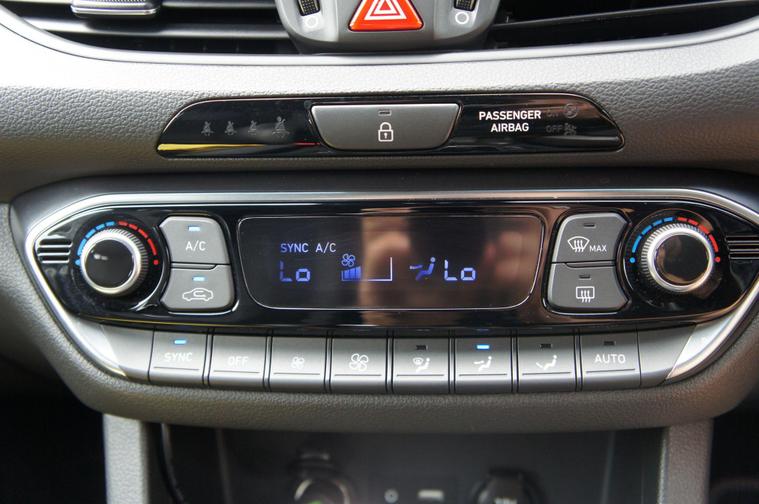 PASSENGER
AIRBAG
ON
OFF
A/C
SYNC A/C
Lo
Lo
MAX
SYNC
OFF
AUTO